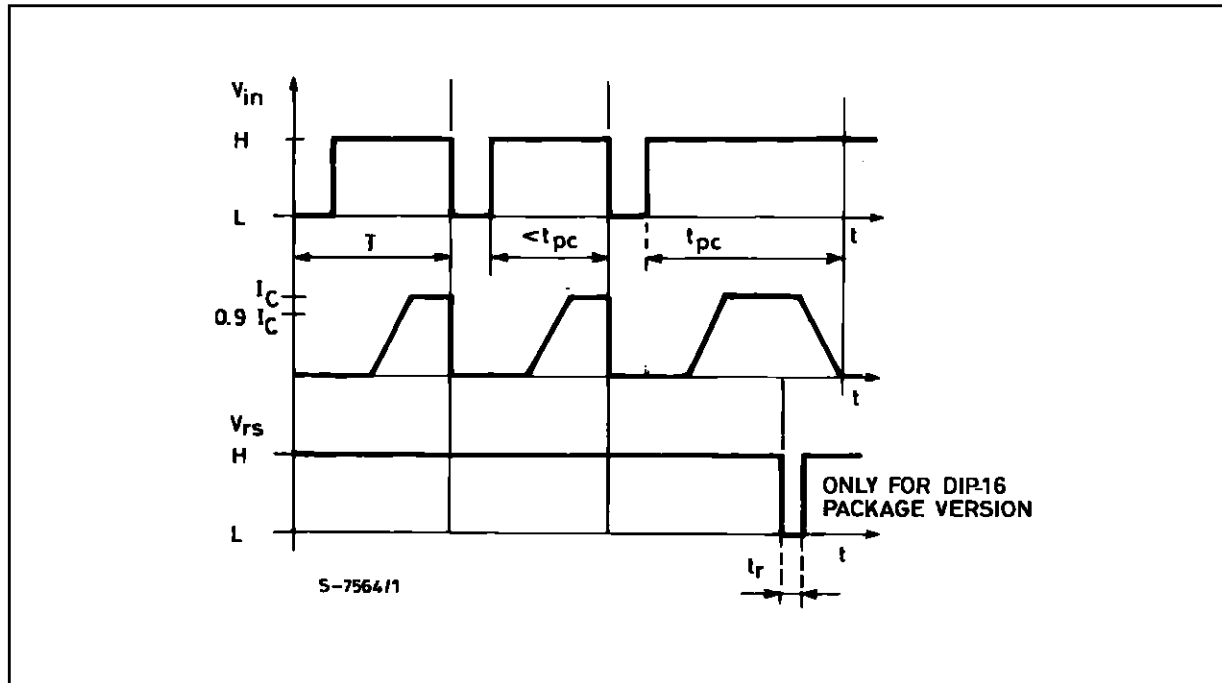 Vin
H
L
t
T
<tpc
tpc
IC
0.9 IC
t
Vrs
H
L
t
ONLY FOR DIP-16
PACKAGE VERSION
tr
S-7564/1